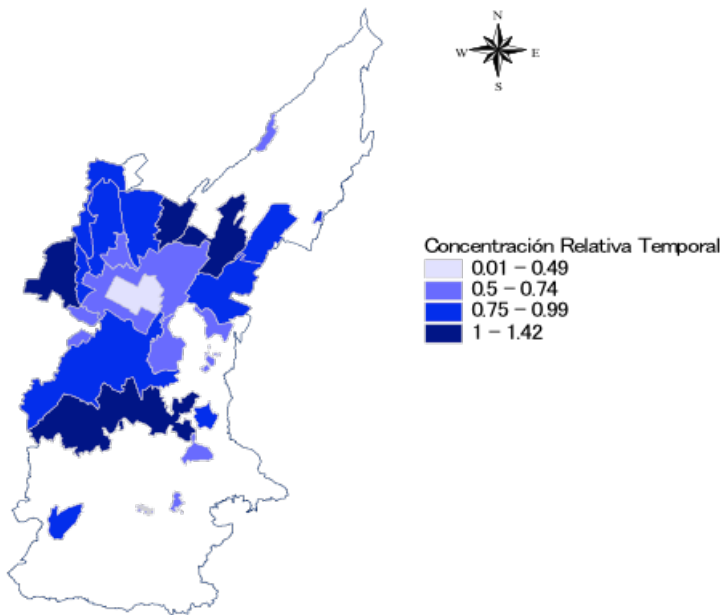 N
W E
S
Concentración Relativa Temporal
0.01 - 0.49
0.5 - 0.74
0.75 - 0.99
1 - 1.42